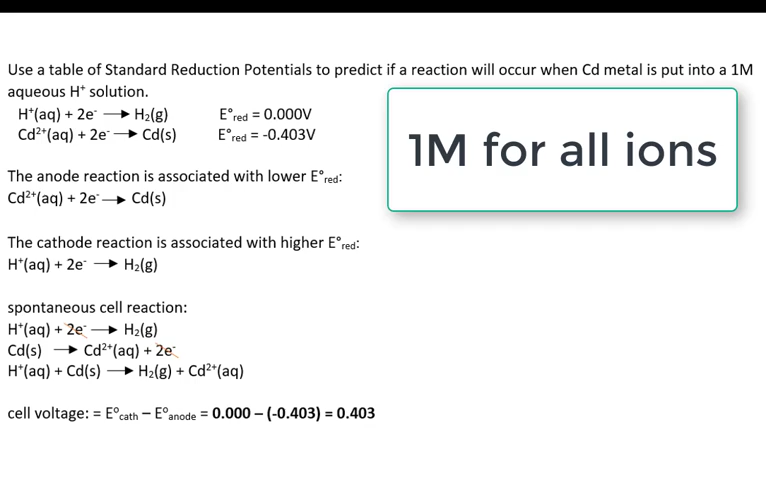 Use a table of Standard Reduction Potentials to predict if a reaction will occur when Cd metal is put into a 1M
aqueous H⁺ solution.
H⁺(aq) + 2e⁻ → H₂(g) E°red = 0.000V
Cd²⁺(aq) + 2e⁻ → Cd(s) E°red = -0.403V
1M for all ions
The anode reaction is associated with lower E°red:
Cd²⁺(aq) + 2e⁻ → Cd(s)
The cathode reaction is associated with higher E°red:
H⁺(aq) + 2e⁻ → H₂(g)
spontaneous cell reaction:
H⁺(aq) + 2e⁻ → H₂(g)
Cd(s) → Cd²⁺(aq) + 2e⁻
H⁺(aq) + Cd(s) → H₂(g) + Cd²⁺(aq)
cell voltage: = E°cath – E°anode = 0.000 – (-0.403) = 0.403